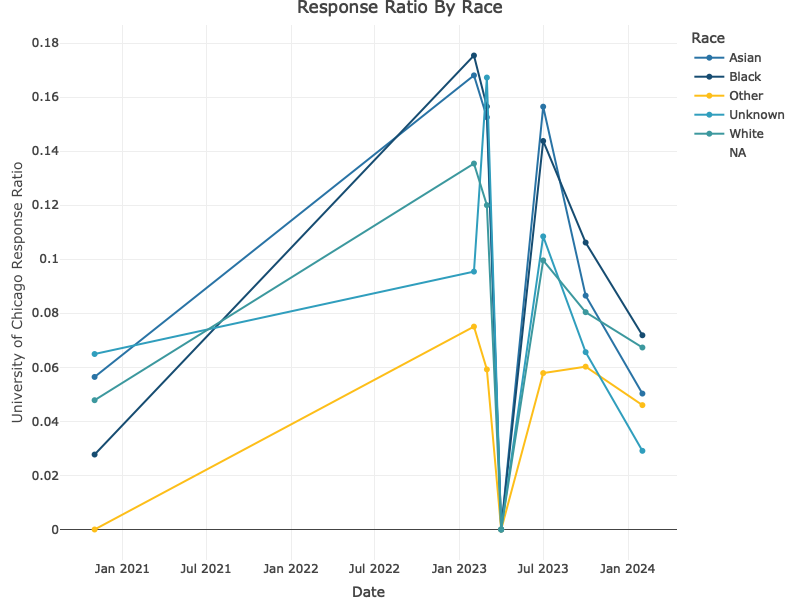 Response Ratio By Race
Race
Asian
Black
Other
Unknown
White
NA
University of Chicago Response Ratio
0.18
0.16
0.14
0.12
0.1
0.08
0.06
0.04
0.02
0
Jan 2021 Jul 2021 Jan 2022 Jul 2022 Jan 2023 Jul 2023 Jan 2024
Date